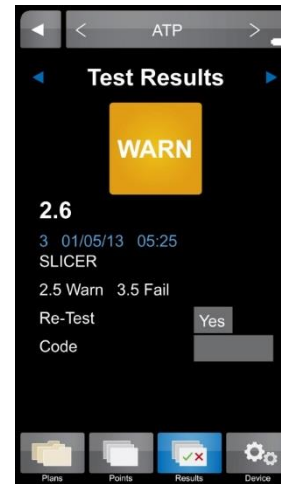 < ATP >
Test Results
WARN
2.6
3 01/05/13 05:25
SLICER
2.5 Warn 3.5 Fail
Re-Test Yes
Code
Plans Points Results Device